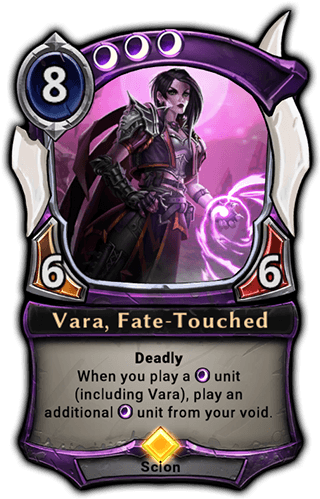 8
6
6
Vara, Fate-Touched
Deadly
When you play a unit
(including Vara), play an
additional unit from your void.
Scion